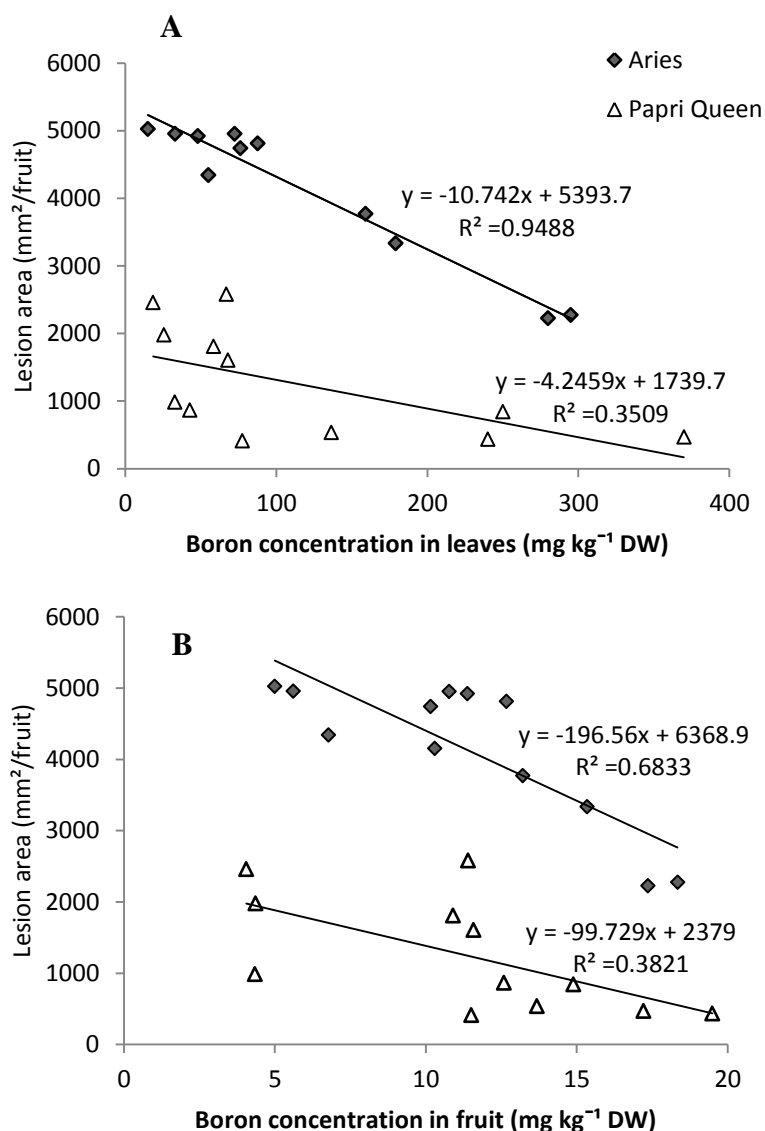 A
Aries
Papri Queen
6000
5000
4000
3000
2000
1000
0
Lesion area (mm²/fruit)
y = -10.742x + 5393.7
R² =0.9488
y = -4.2459x + 1739.7
R² =0.3509
0 100 200 300 400
Boron concentration in leaves (mg kg⁻¹ DW)
B
6000
5000
4000
3000
2000
1000
0
Lesion area (mm²/fruit)
y = -196.56x + 6368.9
R² =0.6833
y = -99.729x + 2379
R² =0.3821
0 5 10 15 20
Boron concentration in fruit (mg kg⁻¹ DW)